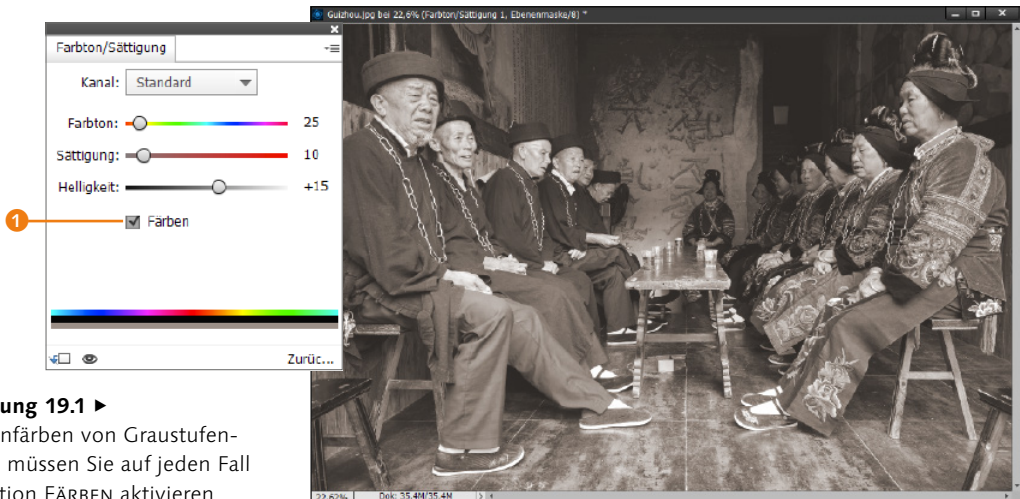 Guizhou.jpg bei 22,6% (Farbton/Sättigung 1, Ebenenmaske/8) *
Farbton/Sättigung
Kanal: Standard
Farbton: 25
Sättigung: 10
Helligkeit: +15
1
Färben
Zurüc...
ung 19.1 ▶
nfärben von Graustufen-
müssen Sie auf jeden Fall
tion FÄRBEN aktivieren
22,62% Dok: 35,4M/35,4M